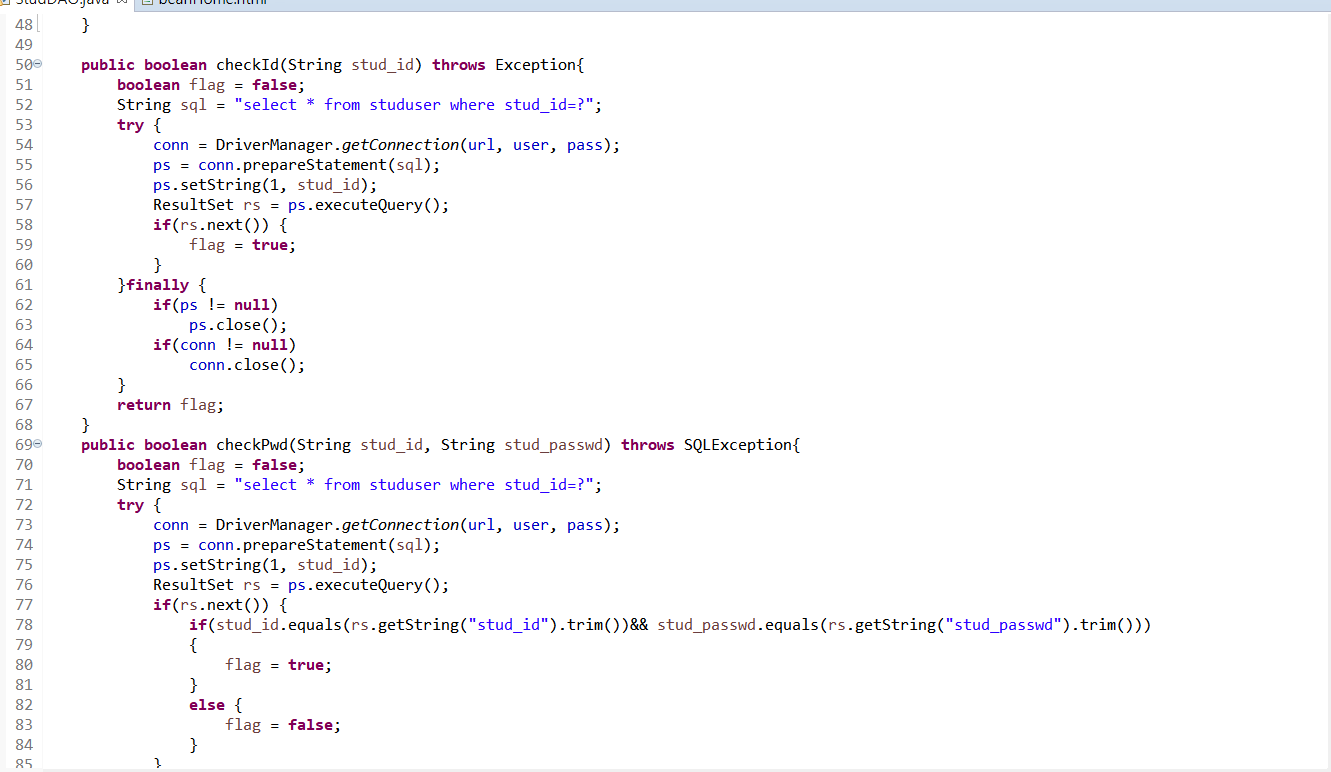 StudDAO.java beanHome.html
48 }
49
50 public boolean checkId(String stud_id) throws Exception{
51 boolean flag = false;
52 String sql = "select * from studuser where stud_id=?";
53 try {
54 conn = DriverManager.getConnection(url, user, pass);
55 ps = conn.prepareStatement(sql);
56 ps.setString(1, stud_id);
57 ResultSet rs = ps.executeQuery();
58 if(rs.next()) {
59 flag = true;
60 }
61 }finally {
62 if(ps != null)
63 ps.close();
64 if(conn != null)
65 conn.close();
66 }
67 return flag;
68 }
69 public boolean checkPwd(String stud_id, String stud_passwd) throws SQLException{
70 boolean flag = false;
71 String sql = "select * from studuser where stud_id=?";
72 try {
73 conn = DriverManager.getConnection(url, user, pass);
74 ps = conn.prepareStatement(sql);
75 ps.setString(1, stud_id);
76 ResultSet rs = ps.executeQuery();
77 if(rs.next()) {
78 if(stud_id.equals(rs.getString("stud_id").trim())&& stud_passwd.equals(rs.getString("stud_passwd").trim()))
79 {
80 flag = true;
81 }
82 else {
83 flag = false;
84 }
85 }